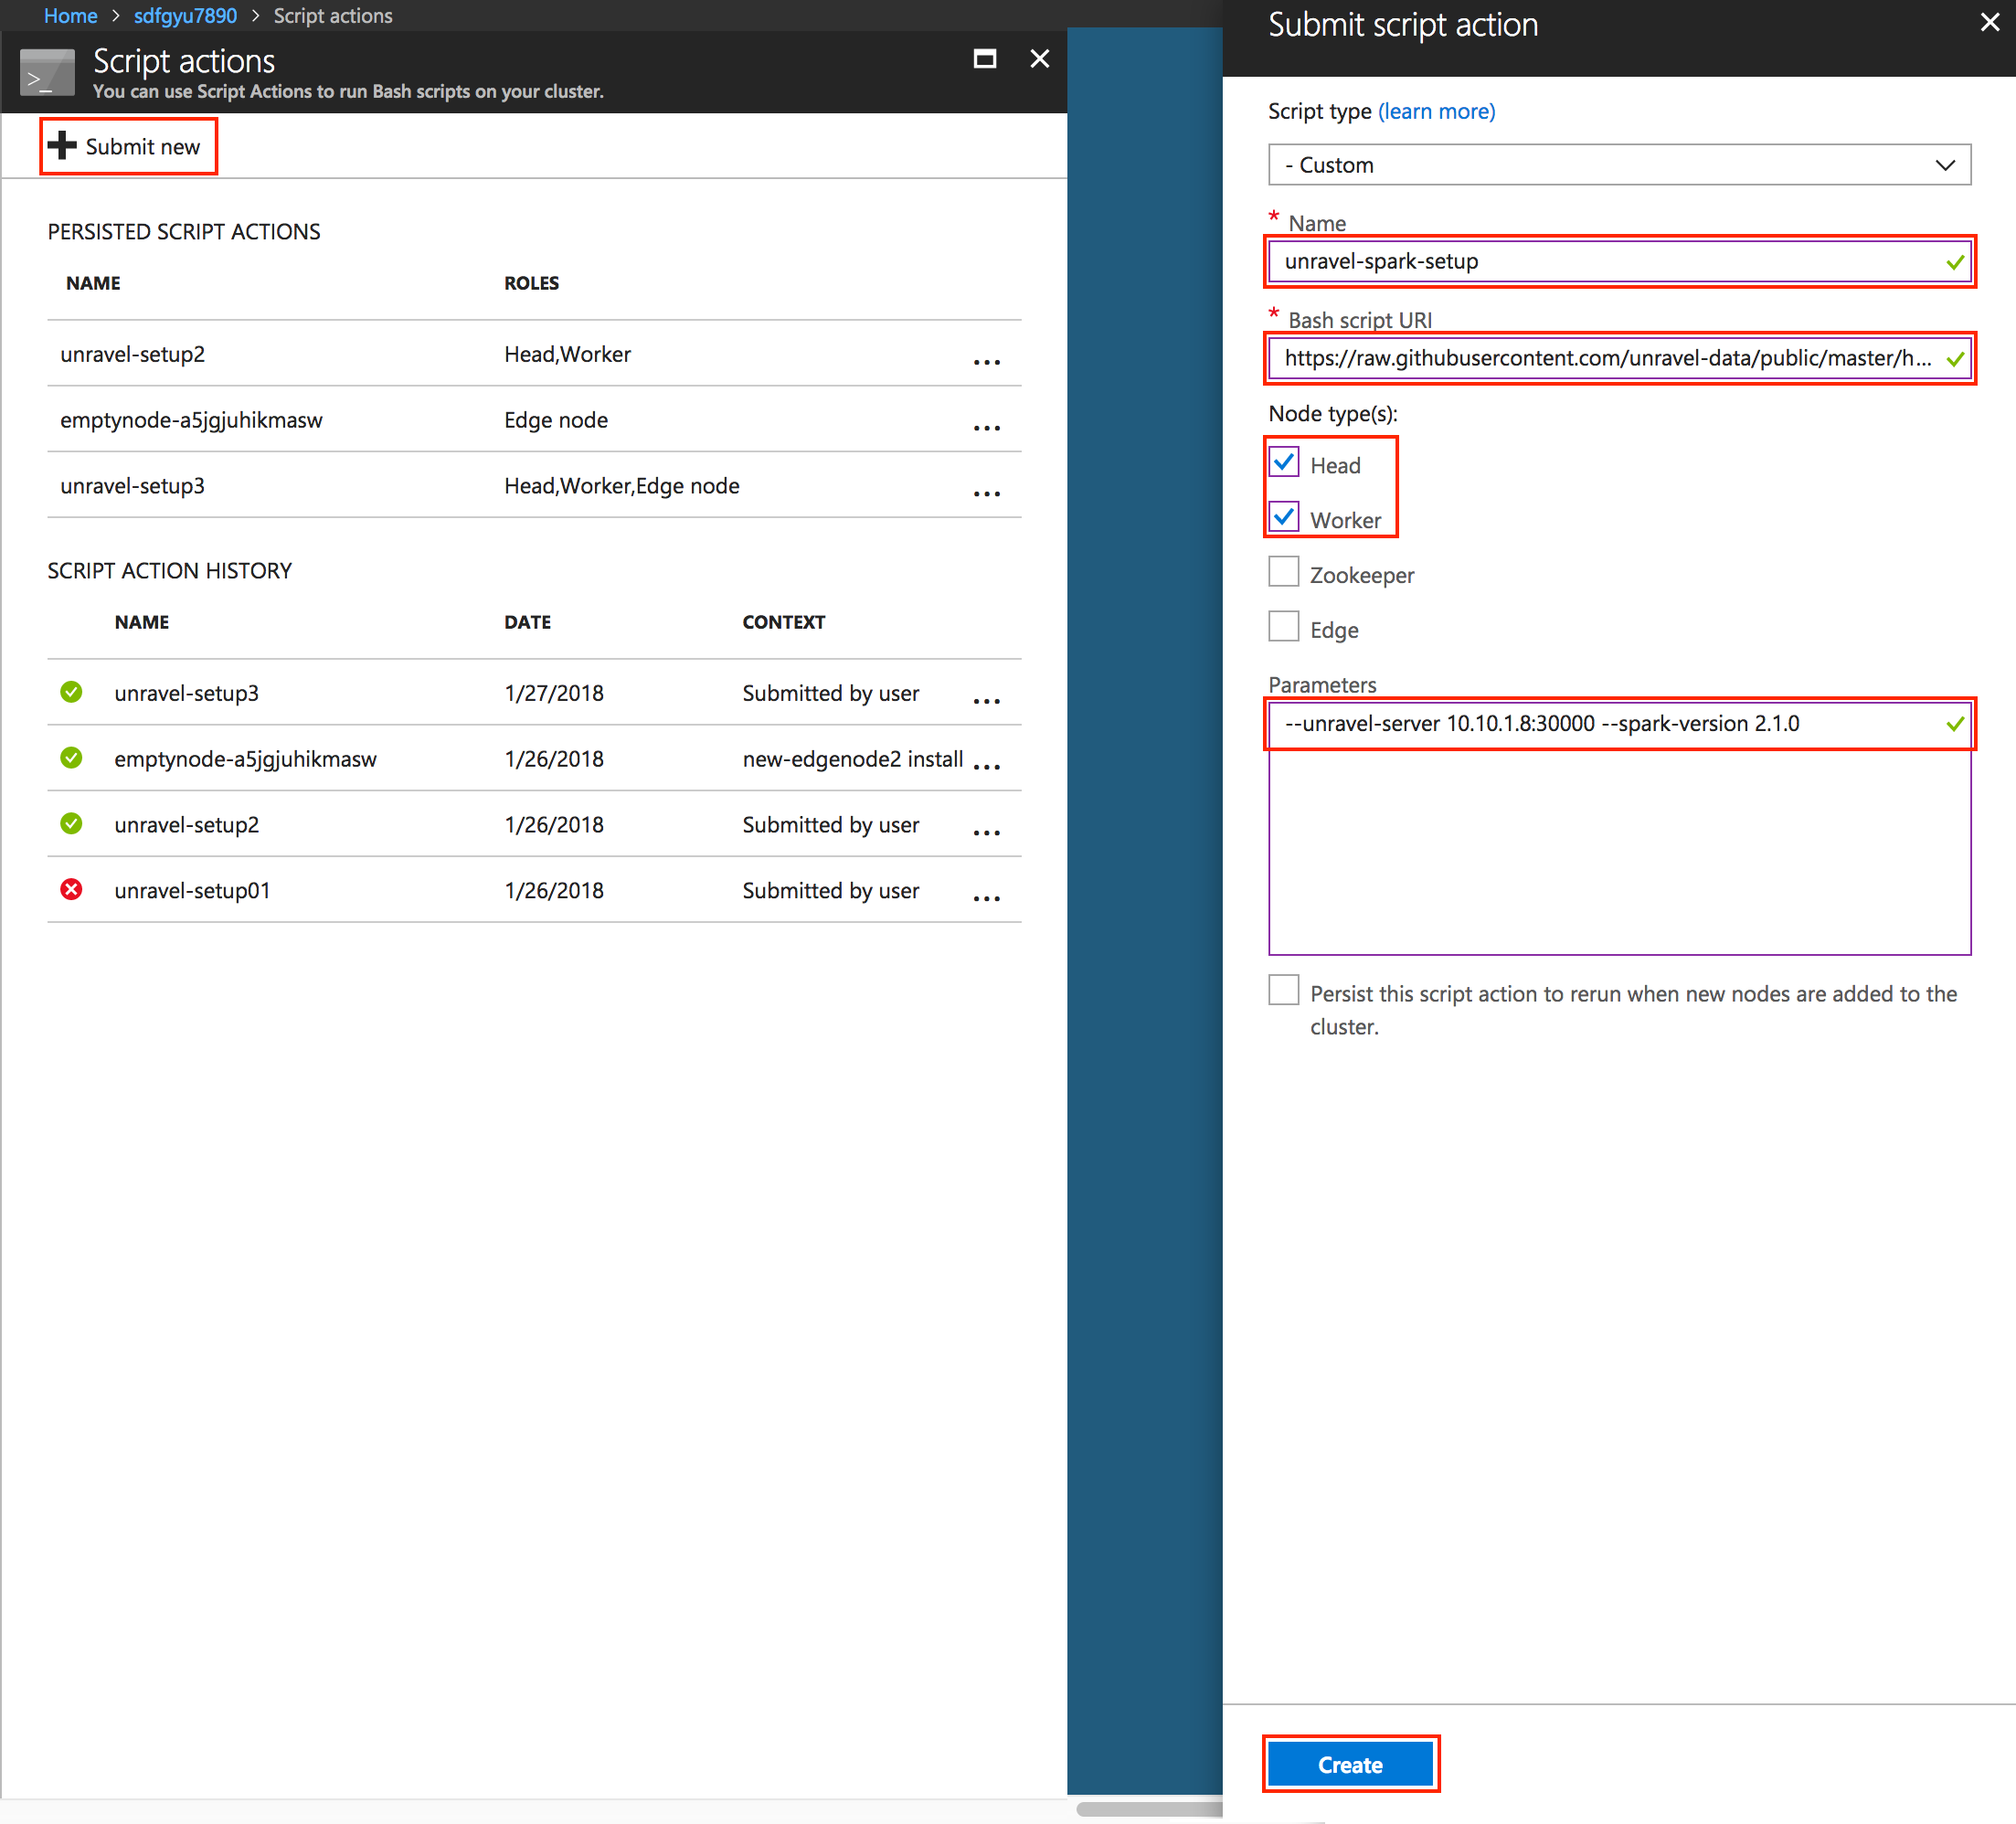 Home > sdfgyu7890 > Script actions
>_
Script actions
You can use Script Actions to run Bash scripts on your cluster.
Submit new
PERSISTED SCRIPT ACTIONS
NAME ROLES
unravel-setup2 Head,Worker ...
emptynode-a5jgjuhikmasw Edge node ...
unravel-setup3 Head,Worker,Edge node ...
SCRIPT ACTION HISTORY
NAME DATE CONTEXT
unravel-setup3 1/27/2018 Submitted by user ...
emptynode-a5jgjuhikmasw 1/26/2018 new-edgenode2 install ...
unravel-setup2 1/26/2018 Submitted by user ...
unravel-setup01 1/26/2018 Submitted by user ...
Submit script action
Script type (learn more)
- Custom
* Name
unravel-spark-setup
* Bash script URI
https://raw.githubusercontent.com/unravel-data/public/master/h...
Node type(s):
Head
Worker
Zookeeper
Edge
Parameters
--unravel-server 10.10.1.8:30000 --spark-version 2.1.0
Persist this script action to rerun when new nodes are added to the
cluster.
Create